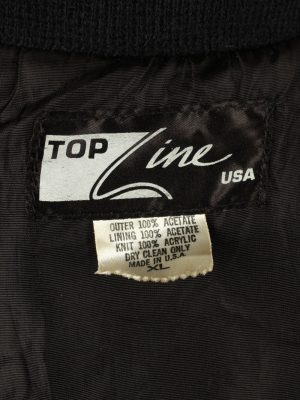 TOP Line
USA
OUTER 100% ACETATE
LINING 100% ACETATE
KNIT 100% ACRYLIC
DRY CLEAN ONLY
MADE IN U.S.A.
XL